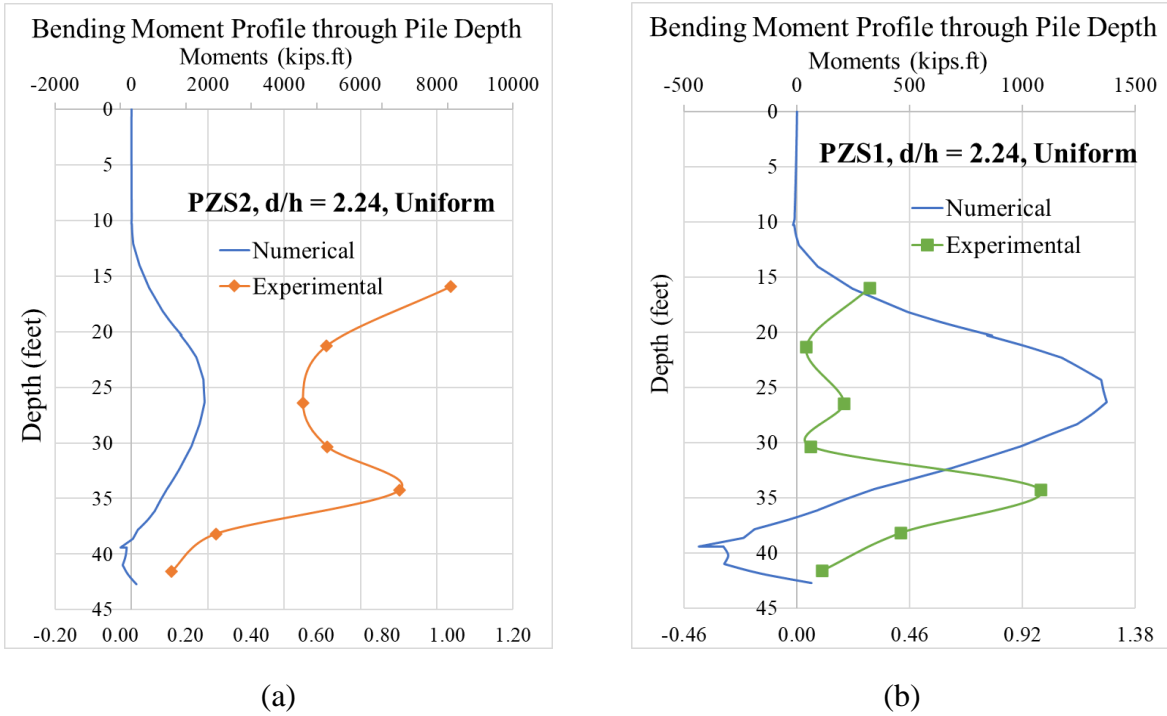 Bending Moment Profile through Pile Depth
Moments (kips.ft)
-2000 0 2000 4000 6000 8000 10000
0
5
10
15
20
25
30
35
40
45
Depth (feet)
PZS2, d/h = 2.24, Uniform
Numerical
Experimental
-0.20 0.00 0.20 0.40 0.60 0.80 1.00 1.20
(a)
Bending Moment Profile through Pile Depth
Moments (kips.ft)
-500 0 500 1000 1500
0
5
10
15
20
25
30
35
40
45
Depth (feet)
PZS1, d/h = 2.24, Uniform
Numerical
Experimental
-0.46 0.00 0.46 0.92 1.38
(b)